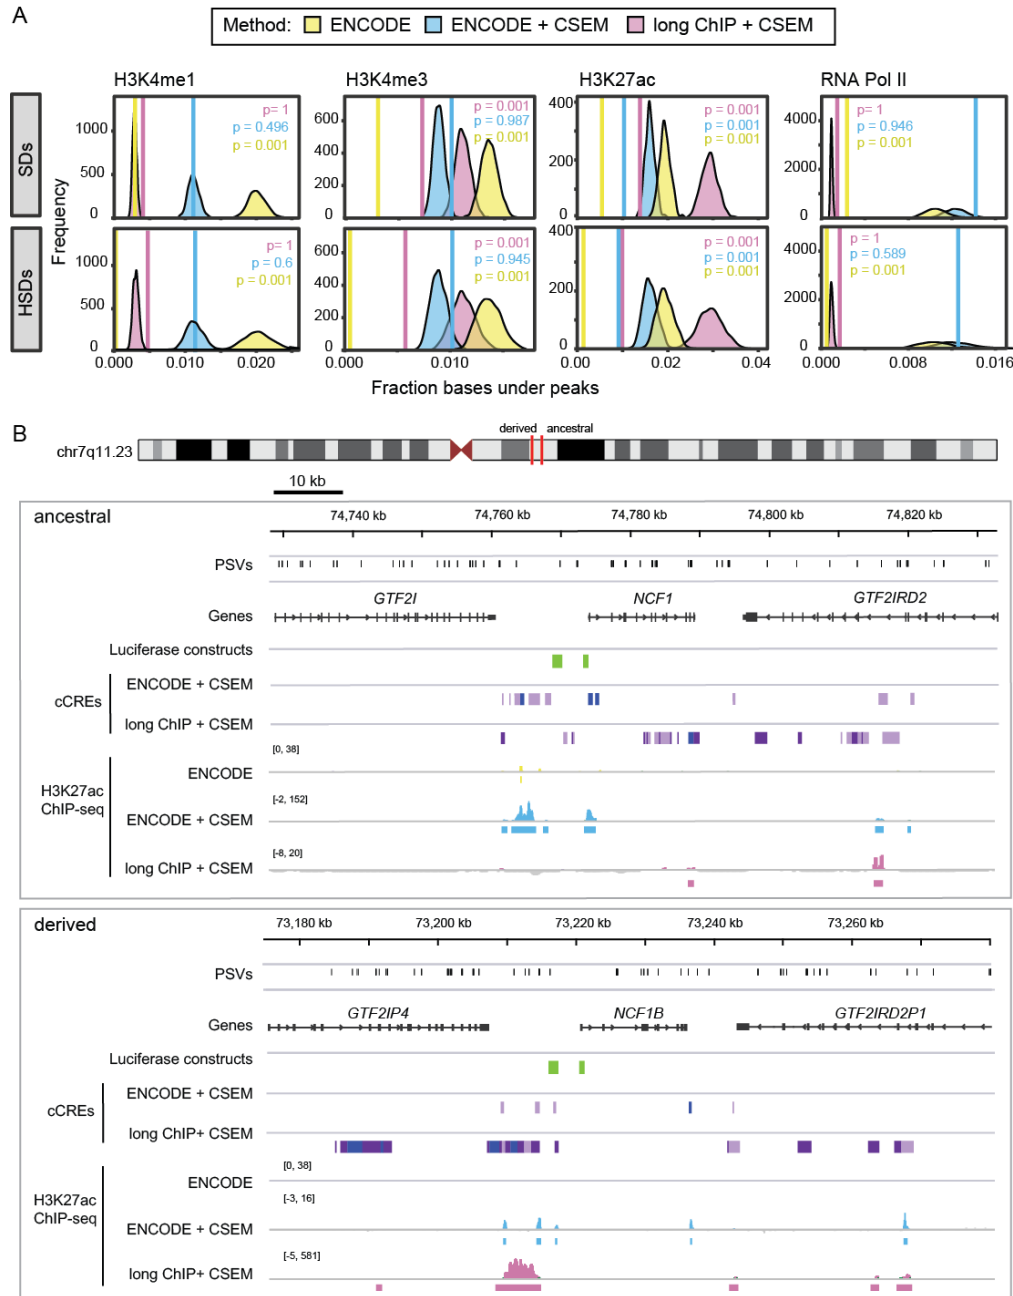 A
Method: ENCODE ENCODE + CSEM long ChIP + CSEM
H3K4me1 H3K4me3 H3K27ac RNA Pol II
SDs
HSDs
Frequency
1000
500
0
p= 1
p = 0.496
p = 0.001
600
400
200
0
p = 0.001
p = 0.987
p = 0.001
400
200
0
p = 0.001
p = 0.001
p = 0.001
4000
2000
0
p = 1
p = 0.946
p = 0.001
1000
500
0
p= 1
p = 0.6
p = 0.001
600
400
200
0
p = 0.001
p = 0.945
p = 0.001
400
200
00
p = 0.001
p = 0.001
p = 0.001
4000
2000
0
p = 1
p = 0.589
p = 0.001
0.000 0.010 0.020 0.000 0.010 0.00 0.02 0.04 0.000 0.008 0.016
Fraction bases under peaks
B
derived ancestral
chr7q11.23
10 kb
ancestral
74,740 kb 74,760 kb 74,780 kb 74,800 kb 74,820 kb
PSVs
GTF2I NCF1 GTF2IRD2
Genes
Luciferase constructs
ENCODE + CSEM
cCREs
long ChIP + CSEM
[0, 38]
ENCODE
H3K27ac
ChIP-seq
[-2, 152]
ENCODE + CSEM
[-8, 20]
long ChIP + CSEM
derived
73,180 kb 73,200 kb 73,220 kb 73,240 kb 73,260 kb
PSVs
GTF2IP4 NCF1B GTF2IRD2P1
Genes
Luciferase constructs
ENCODE + CSEM
cCREs
long ChIP+ CSEM
[0, 38]
ENCODE
[-3, 16]
H3K27ac
ChIP-seq
ENCODE + CSEM
[-5, 581]
long ChIP+ CSEM